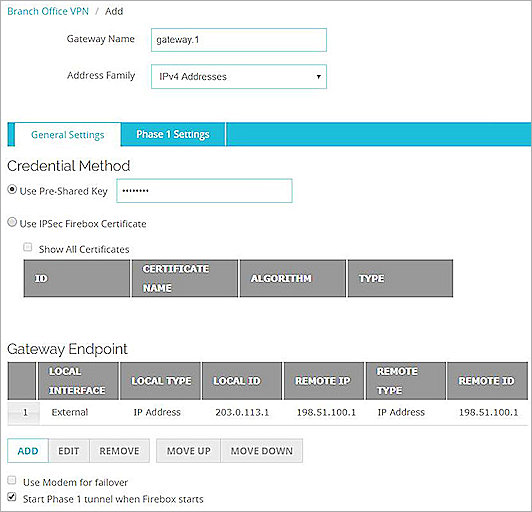 Branch Office VPN / Add
Gateway Name gateway.1
Address Family IPv4 Addresses
General Settings Phase 1 Settings
Credential Method
Use Pre-Shared Key ••••••••
Use IPSec Firebox Certificate
Show All Certificates
ID CERTIFICATE NAME ALGORITHM TYPE
Gateway Endpoint
LOCAL INTERFACE LOCAL TYPE LOCAL ID REMOTE IP REMOTE TYPE REMOTE ID
1 External IP Address 203.0.113.1 198.51.100.1 IP Address 198.51.100.1
ADD EDIT REMOVE MOVE UP MOVE DOWN
Use Modem for failover
Start Phase 1 tunnel when Firebox starts